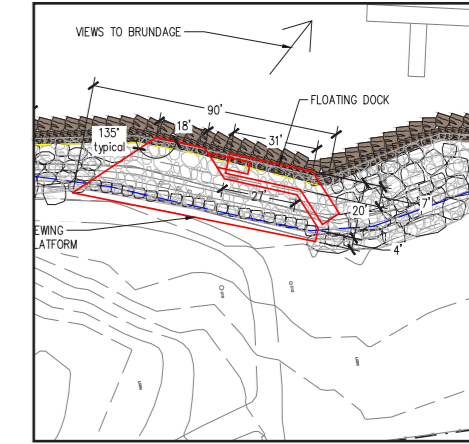 VIEWS TO BRUNDAGE
90'
FLOATING DOCK
18'
135°
typical
31'
27'
7'
20'
EWING
LATFORM
4'